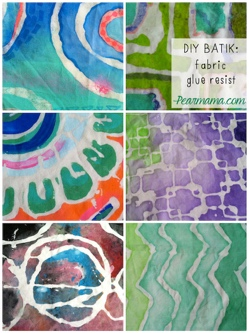 DIY BATIK:
fabric
glue resist
-Pearmama.com